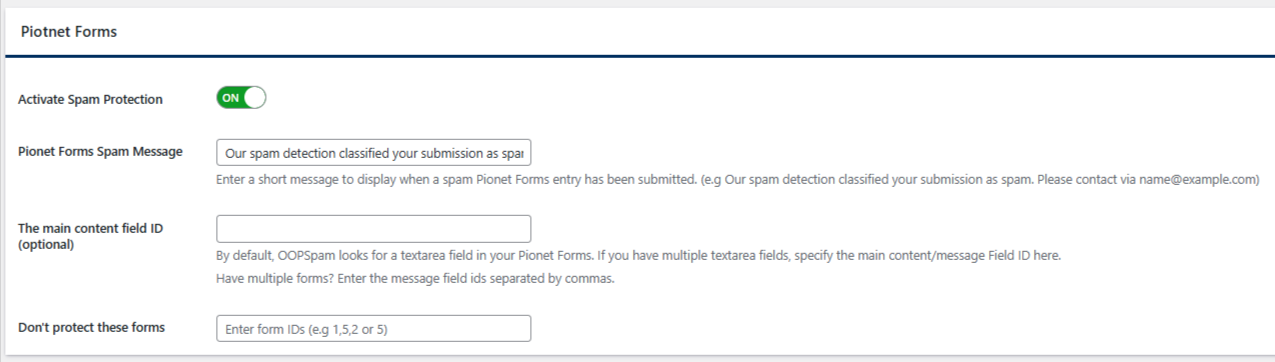 Piotnet Forms
Activate Spam Protection
ON
Pionet Forms Spam Message
Our spam detection classified your submission as spam
Enter a short message to display when a spam Pionet Forms entry has been submitted. (e.g Our spam detection classified your submission as spam. Please contact via name@example.com)
The main content field ID
(optional)
By default, OOPSpam looks for a textarea field in your Pionet Forms. If you have multiple textarea fields, specify the main content/message Field ID here.
Have multiple forms? Enter the message field ids separated by commas.
Don't protect these forms
Enter form IDs (e.g 1,5,2 or 5)